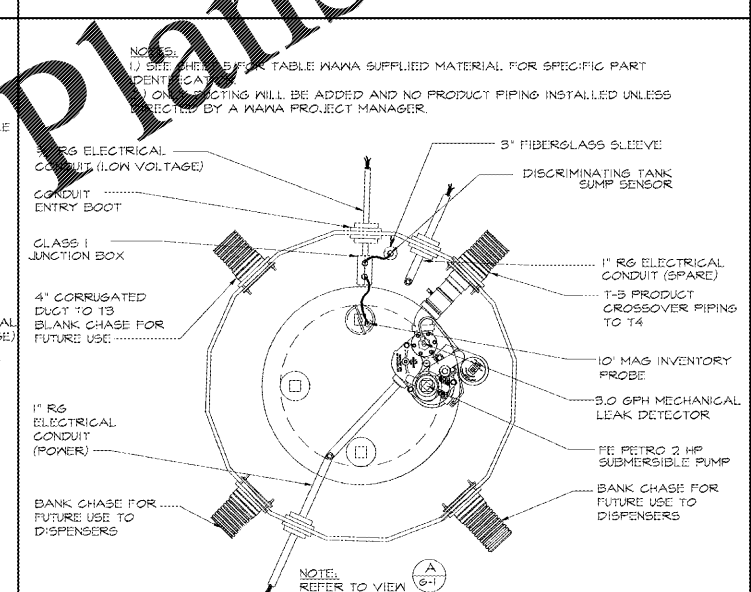 Plans
NOTES:
1.) SEE SHEET 5 FOR TABLE WAWA SUPPLIED MATERIAL FOR SPECIFIC PART
IDENTIFICATION.
ONLY DUCTING WILL BE ADDED AND NO PRODUCT PIPING INSTALLED UNLESS
DIRECTED BY A WAWA PROJECT MANAGER.
RG ELECTRICAL
CONDUIT (LOW VOLTAGE)
CONDUIT
ENTRY BOOT
CLASS I
JUNCTION BOX
4" CORRUGATED
DUCT TO T3
BLANK CHASE FOR
FUTURE USE
1" RG
ELECTRICAL
CONDUIT
(POWER)
BANK CHASE FOR
FUTURE USE TO
DISPENSERS
3" FIBERGLASS SLEEVE
DISCRIMINATING TANK
SUMP SENSOR
1" RG ELECTRICAL
CONDUIT (SPARE)
PRODUCT
CROSSOVER PIPING
TO T4
10' MAG INVENTORY
PROBE
3.0 GPH MECHANICAL
LEAK DETECTOR
FE PETRO 2 HP
SUBMERSIBLE PUMP
BANK CHASE FOR
FUTURE USE TO
DISPENSERS
NOTE:
REFER TO VIEW
A
G-1